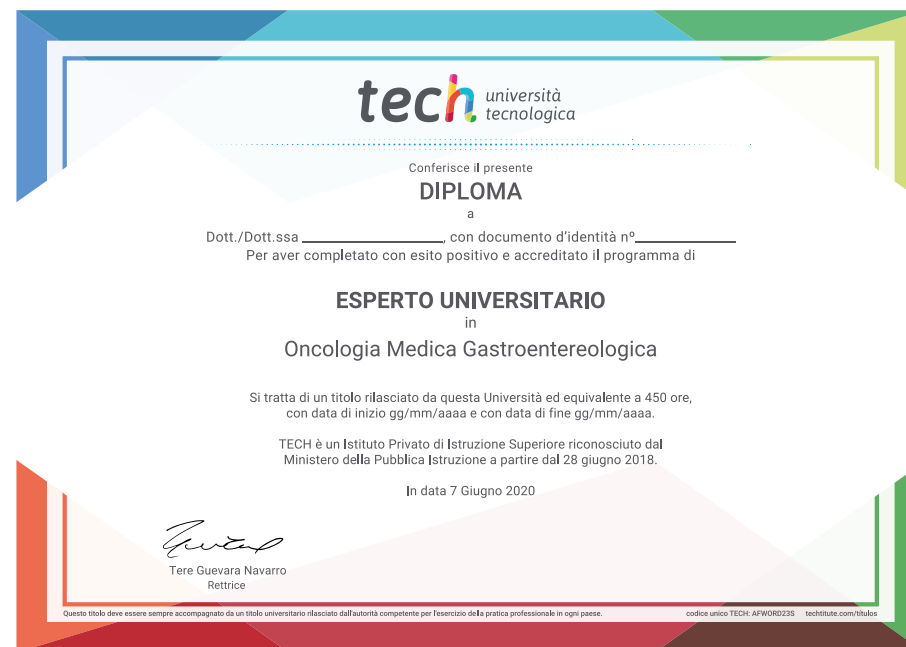 tech università
tecnologica
Conferisce il presente
DIPLOMA
a
Dott./Dott.ssa ____________________, con documento d'identità nº______________
Per aver completato con esito positivo e accreditato il programma di
ESPERTO UNIVERSITARIO
in
Oncologia Medica Gastroentereologica
Si tratta di un titolo rilasciato da questa Università ed equivalente a 450 ore,
con data di inizio gg/mm/aaaa e con data di fine gg/mm/aaaa.
TECH è un Istituto Privato di Istruzione Superiore riconosciuto dal
Ministero della Pubblica Istruzione a partire dal 28 giugno 2018.
In data 7 Giugno 2020
Tere Guevara Navarro
Rettrice
Questo titolo deve essere sempre accompagnato da un titolo universitario rilasciato dall'autorità competente per l'esercizio della pratica professionale in ogni paese. codice unico TECH: AFWORD23S techtitute.com/titulos